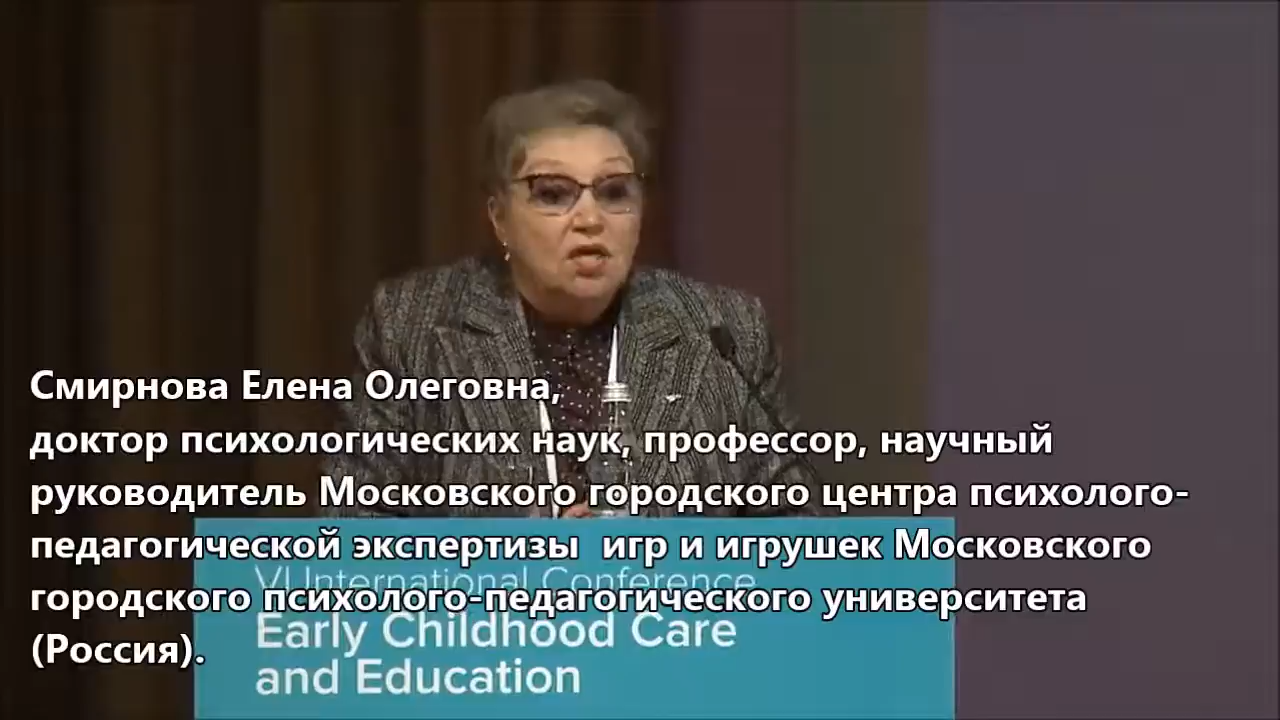 Смирнова Елена Олеговна,
доктор психологических наук, профессор, научный
руководитель Московского городского центра психолого-
педагогической экспертизы  игр и игрушек Московского
городского психолого-педагогического университета
(Россия).
VI International Conference
Early Childhood Care
and Education